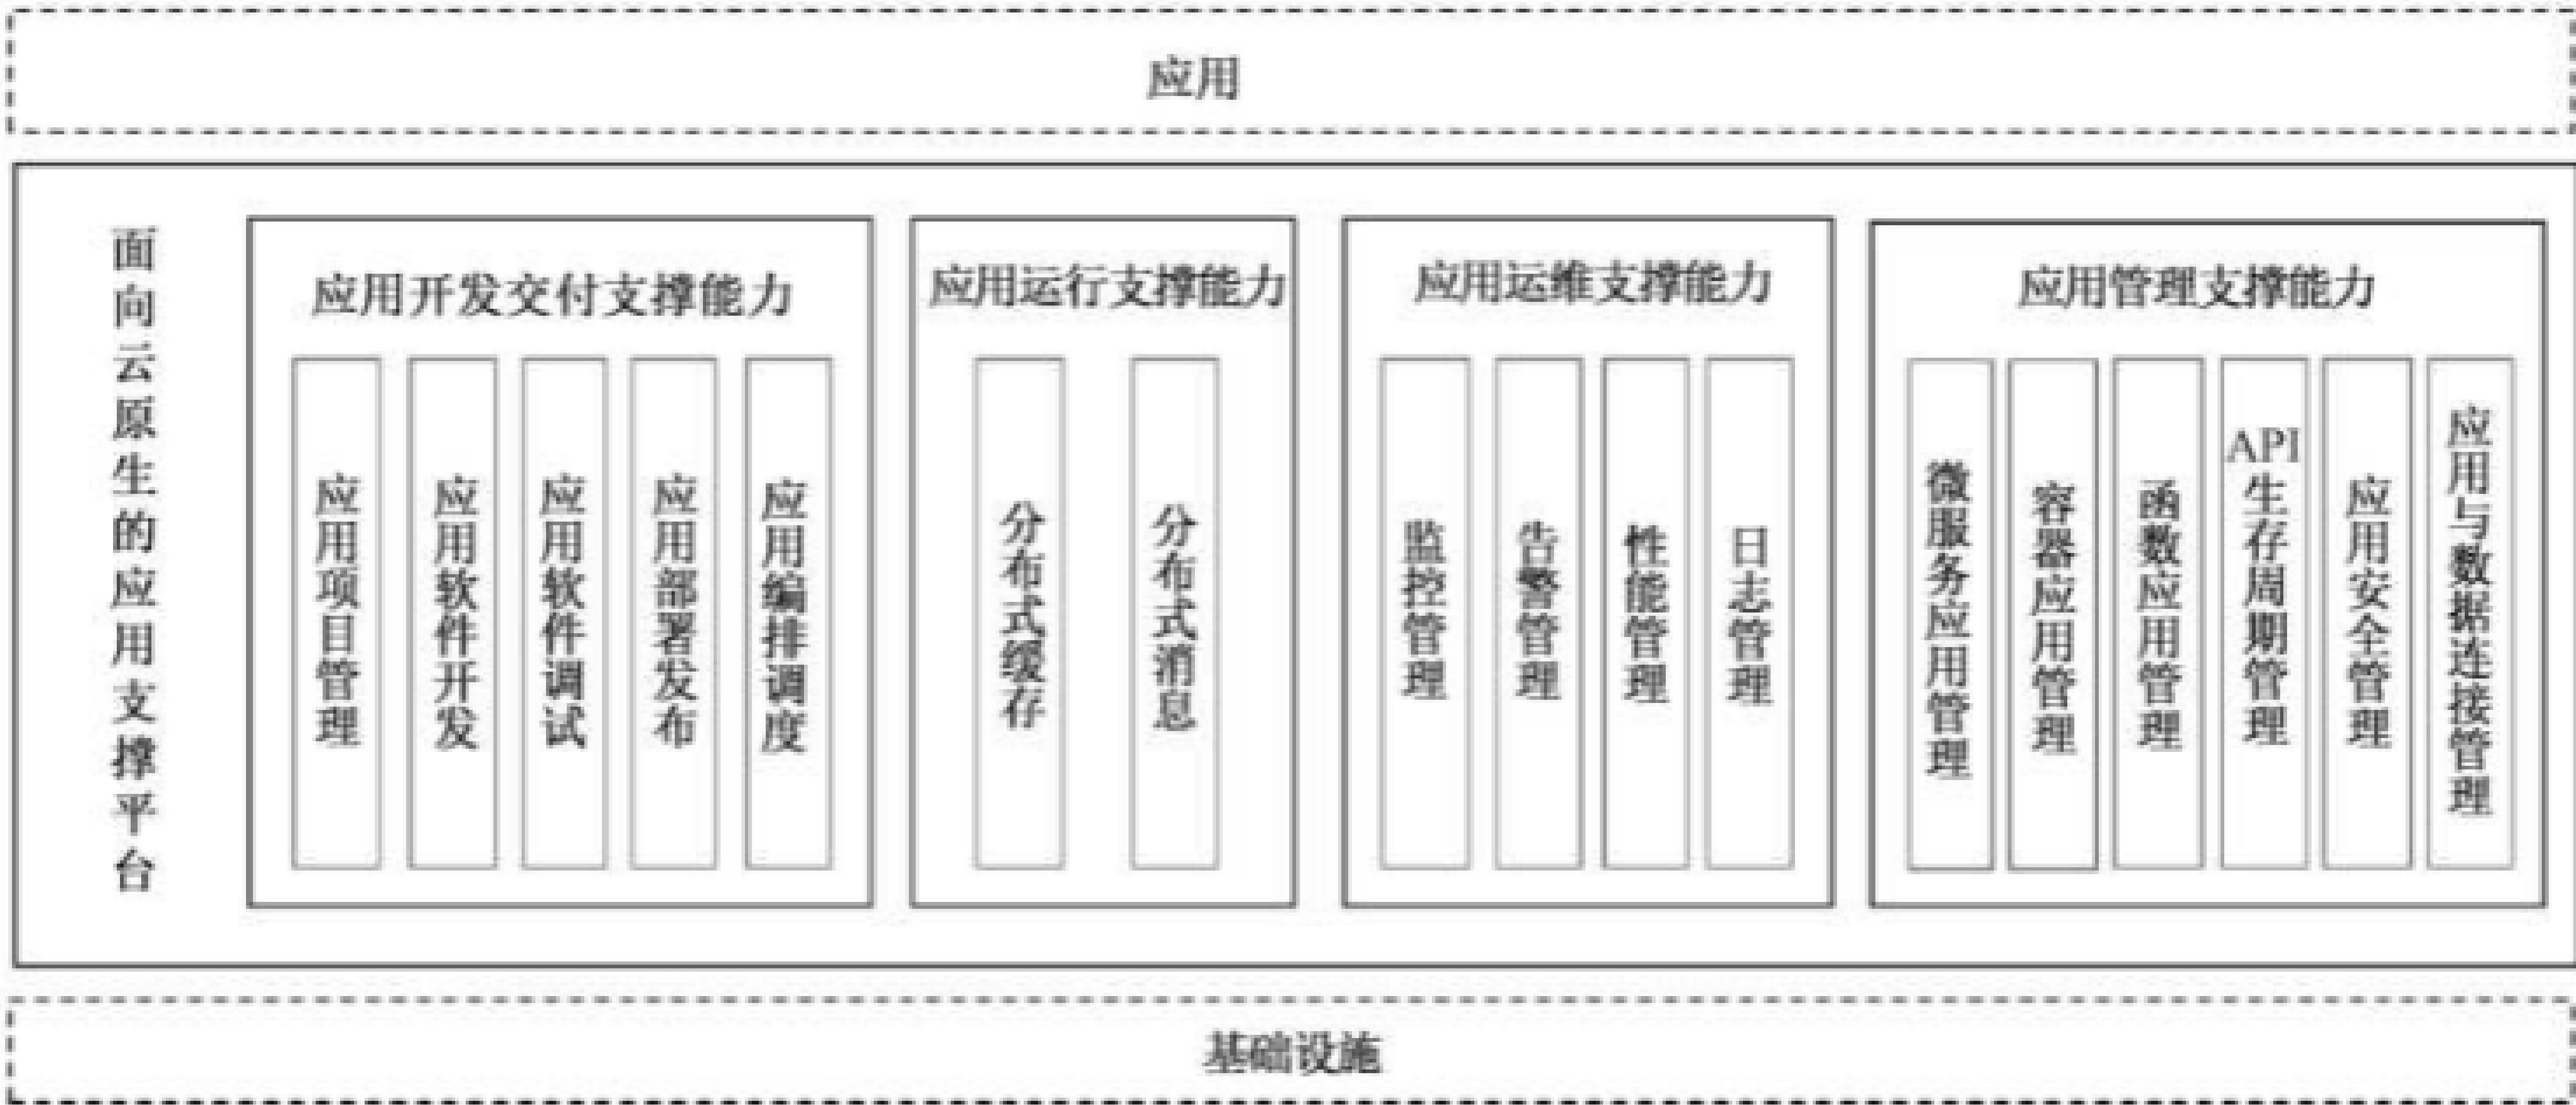 应用
面向云原生的应用支撑平台
应用开发交付支撑能力
应用项目管理
应用软件开发
应用软件调试
应用部署发布
应用编排调度
应用运行支撑能力
分布式缓存
分布式消息
应用运维支撑能力
监控管理
告警管理
性能管理
日志管理
应用管理支撑能力
微服务应用管理
容器应用管理
函数应用管理
API生存周期管理
应用安全管理
应用与数据连接管理
基础设施